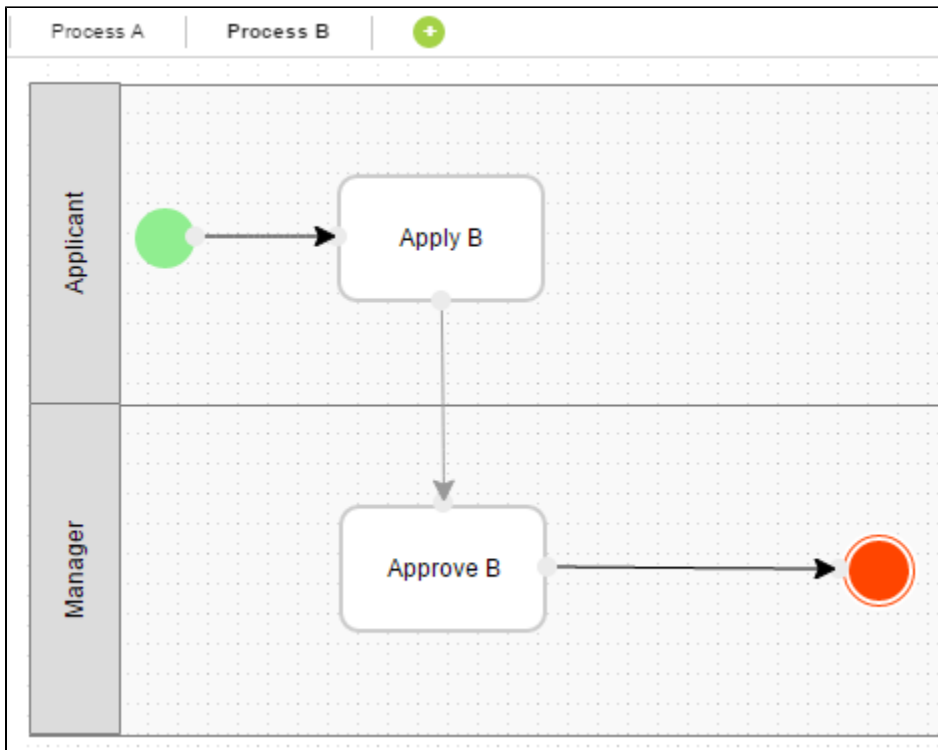 Process A
Process B
Applicant
Apply B
Manager
Approve B